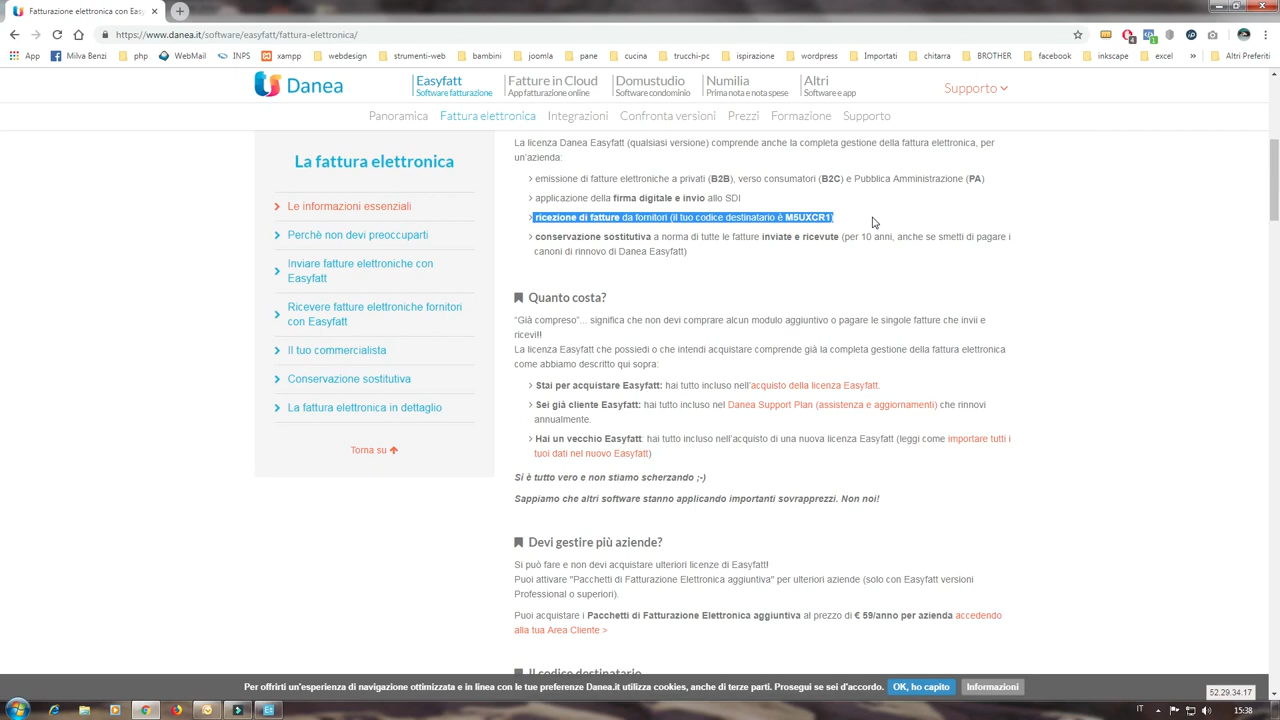 Fatturazione elettronica con Eas
https://www.danea.it/software/easyfatt/fattura-elettronica/
App
Milva Benzi
php
WebMail
INPS
xampp
webdesign
strumenti-web
bambini
joomla
pane
cucina
trucchi-pc
ispirazione
wordpress
Importati
chitarra
BROTHER
facebook
inkscape
excel
»
Altri Preferiti
Danea
Easyfatt
Software fatturazione
Fatture in Cloud
App fatturazione online
Domustudio
Software condominio
Numilia
Prima nota e nota spese
Altri
Software e app
Supporto
Panoramica
Fattura elettronica
Integrazioni
Confronta versioni
Prezzi
Formazione
Supporto
La fattura elettronica
Le informazioni essenziali
Perchè non devi preoccuparti
Inviare fatture elettroniche con
Easyfatt
Ricevere fatture elettroniche fornitori
con Easyfatt
Il tuo commercialista
Conservazione sostitutiva
La fattura elettronica in dettaglio
Torna su
La licenza Danea Easyfatt (qualsiasi versione) comprende anche la completa gestione della fattura elettronica, per
un'azienda:
emissione di fatture elettroniche a privati (B2B), verso consumatori (B2C) e Pubblica Amministrazione (PA)
applicazione della firma digitale e invio allo SDI
ricezione di fatture da fornitori (il tuo codice destinatario è M5UXCR1)
conservazione sostitutiva a norma di tutte le fatture inviate e ricevute (per 10 anni, anche se smetti di pagare i
canoni di rinnovo di Danea Easyfatt)
Quanto costa?
"Già compreso"... significa che non devi comprare alcun modulo aggiuntivo o pagare le singole fatture che invii e
ricevi!!
La licenza Easyfatt che possiedi o che intendi acquistare comprende già la completa gestione della fattura elettronica
come abbiamo descritto qui sopra:
Stai per acquistare Easyfatt: hai tutto incluso nell'acquisto della licenza Easyfatt.
Sei già cliente Easyfatt: hai tutto incluso nel Danea Support Plan (assistenza e aggiornamenti) che rinnovi
annualmente.
Hai un vecchio Easyfatt: hai tutto incluso nell'acquisto di una nuova licenza Easyfatt (leggi come importare tutti i
tuoi dati nel nuovo Easyfatt)
Sì è tutto vero e non stiamo scherzando ;-)
Sappiamo che altri software stanno applicando importanti sovrapprezzi. Noi noi!
Devi gestire più aziende?
Si può fare e non devi acquistare ulteriori licenze di Easyfatt!
Puoi attivare "Pacchetti di Fatturazione Elettronica aggiuntiva" per ulteriori aziende (solo con Easyfatt versioni
Professional o superiori).
Puoi acquistare i Pacchetti di Fatturazione Elettronica aggiuntiva al prezzo di € 59/anno per azienda accedendo
alla tua Area Cliente >
Il codice destinatario
Per offrirti un'esperienza di navigazione ottimizzata e in linea con le tue preferenze Danea.it utilizza cookies, anche di terze parti. Prosegui se sei d'accordo.
OK, ho capito
Informazioni
52.29.34.17
IT
15:38